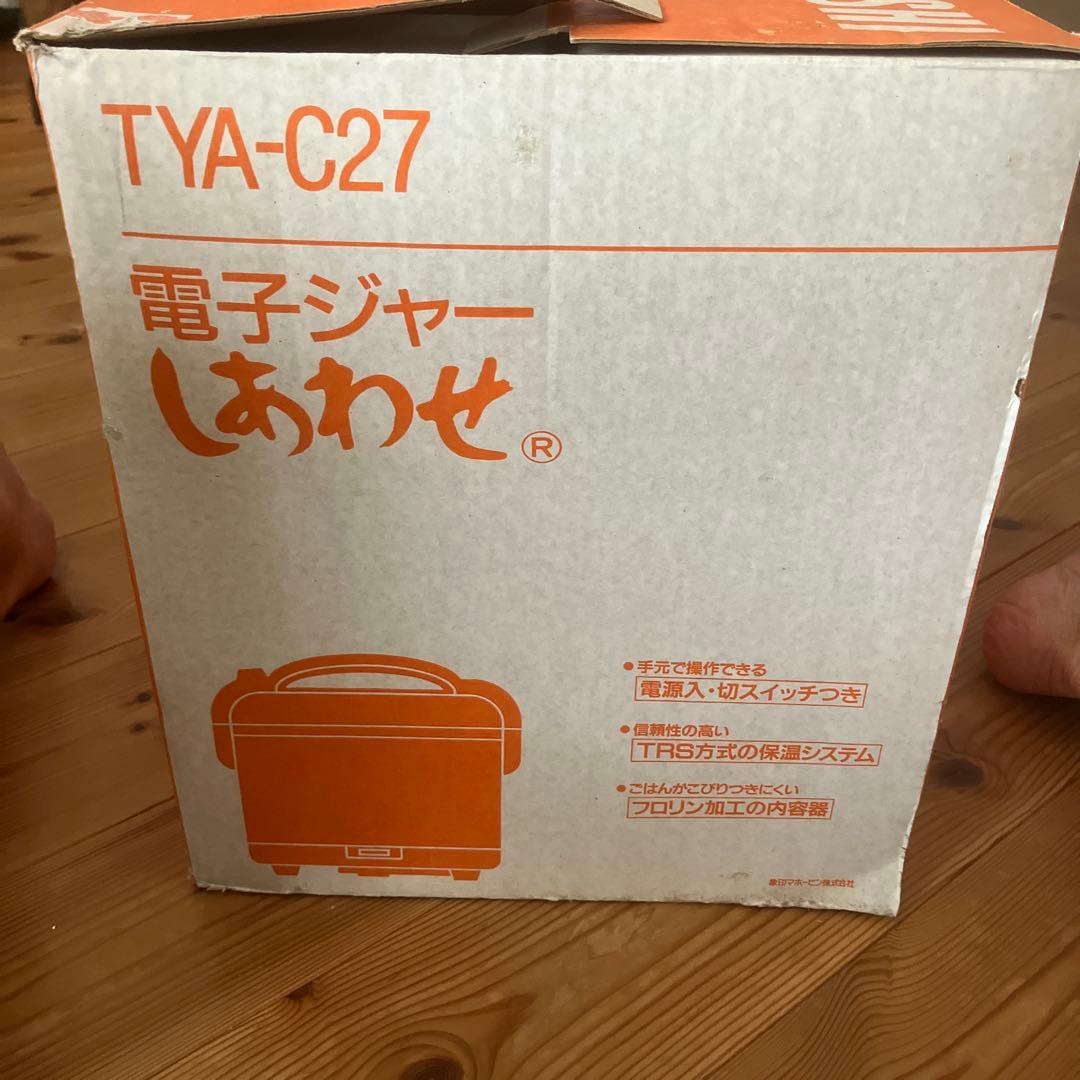 SHI
TYA-C27
電子ジャー
しあわせ®
●手元で操作できる
電源入・切スイッチつき
●信頼性の高い
TRS方式の保温システム
●ごはんがこびりつきにくい
フロリン加工の内容器
象印マホービン株式会社